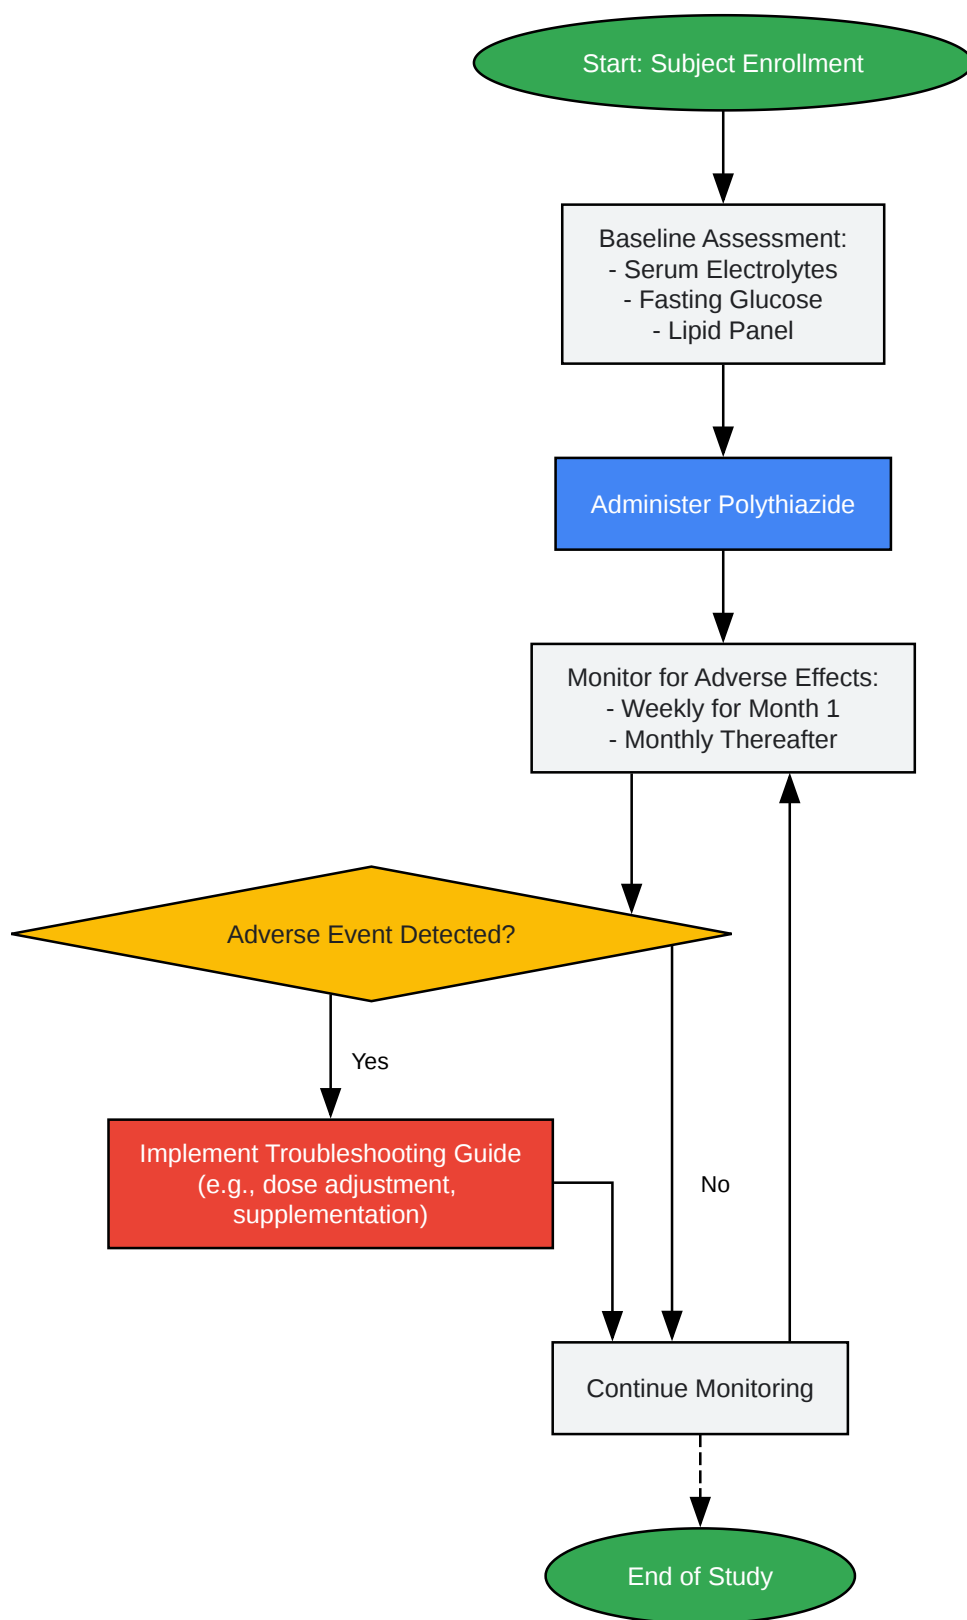 Start: Subject Enrollment
Baseline Assessment:
- Serum Electrolytes
- Fasting Glucose
- Lipid Panel
Administer Polythiazide
Monitor for Adverse Effects:
- Weekly for Month 1
- Monthly Thereafter
Adverse Event Detected?
Yes
Implement Troubleshooting Guide
(e.g., dose adjustment,
supplementation)
No
Continue Monitoring
End of Study